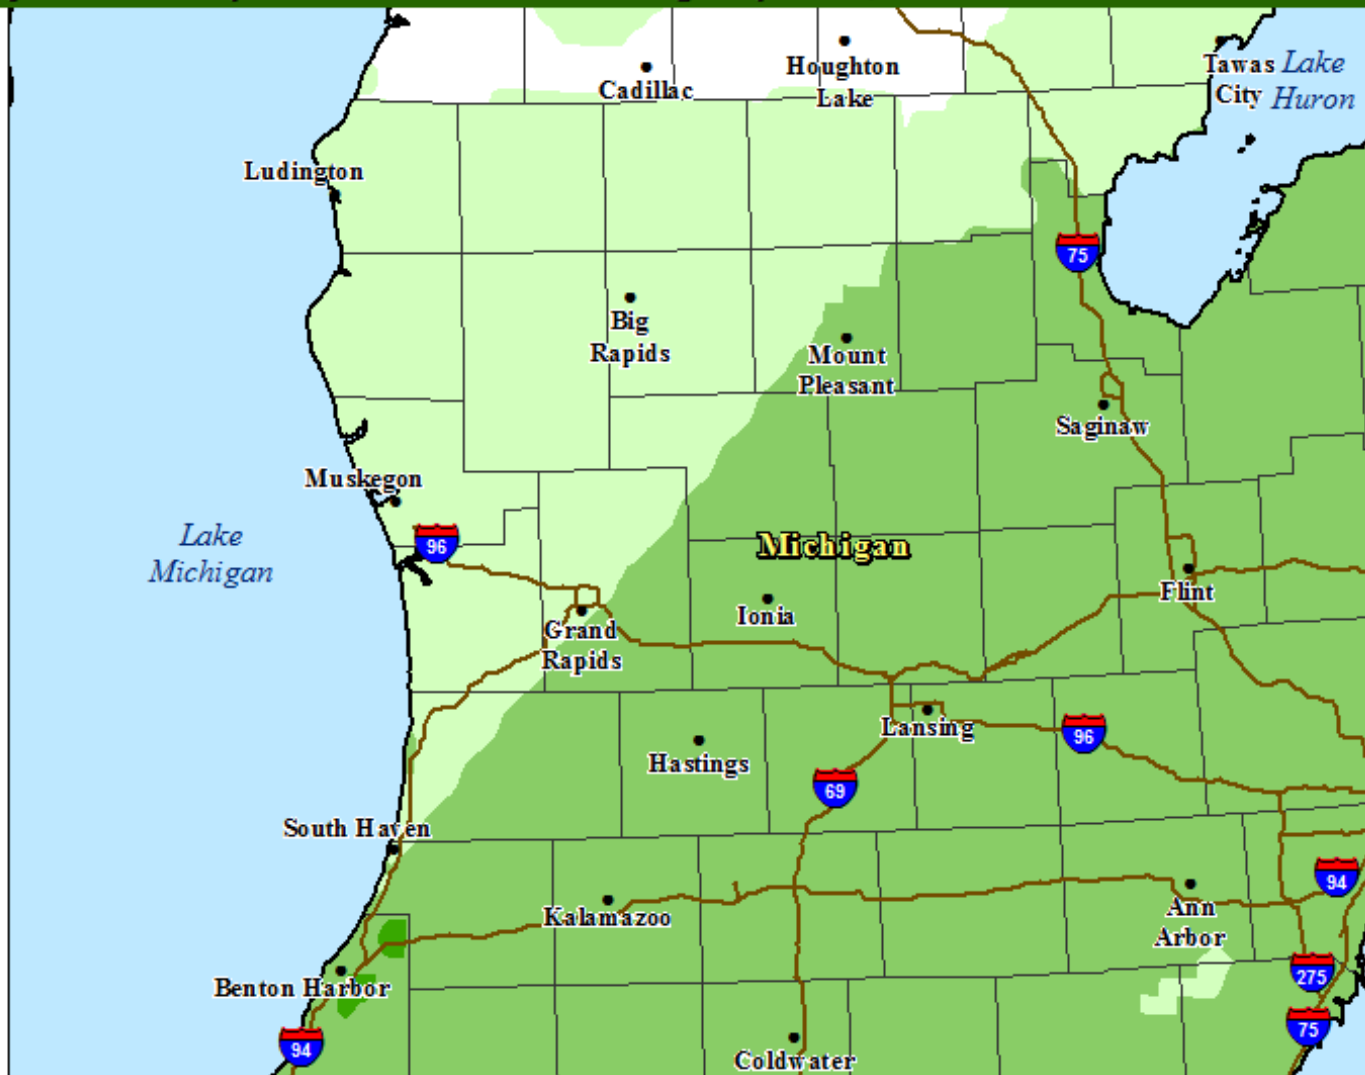 Houghton
Lake
Cadillac
Tawas
City
Lake
Huron
Ludington
75
Big
Rapids
Mount
Pleasant
Saginaw
Muskegon
Lake
Michigan
96
Michigan
Flint
Ionia
Grand
Rapids
Lansing
96
Hastings
69
South Haven
94
Kalamazoo
Ann
Arbor
275
Benton Harbor
75
94
Coldwater